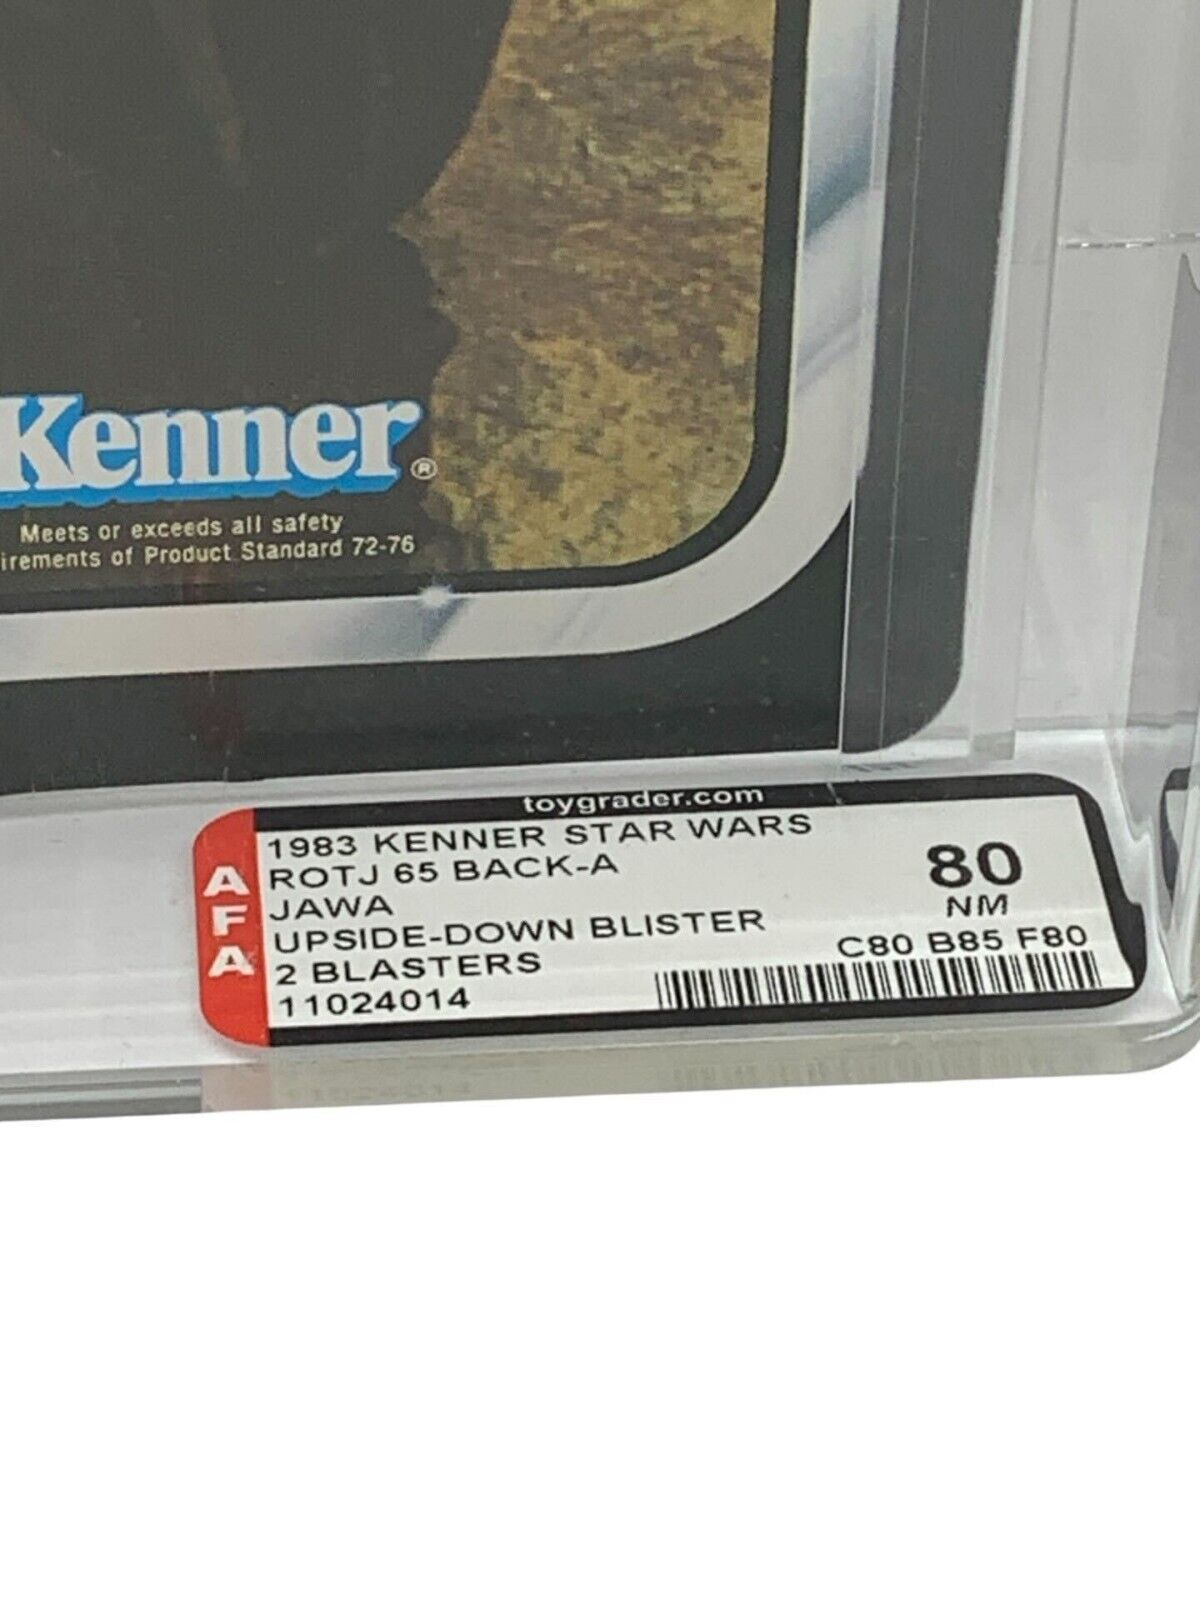 Kenner®
Meets or exceeds all safety
irements of Product Standard 72-76
toygrader.com
AFA
1983 KENNER STAR WARS
ROTJ 65 BACK-A
JAWA
UPSIDE-DOWN BLISTER
2 BLASTERS
11024014
80
NM
C80 B85 F80